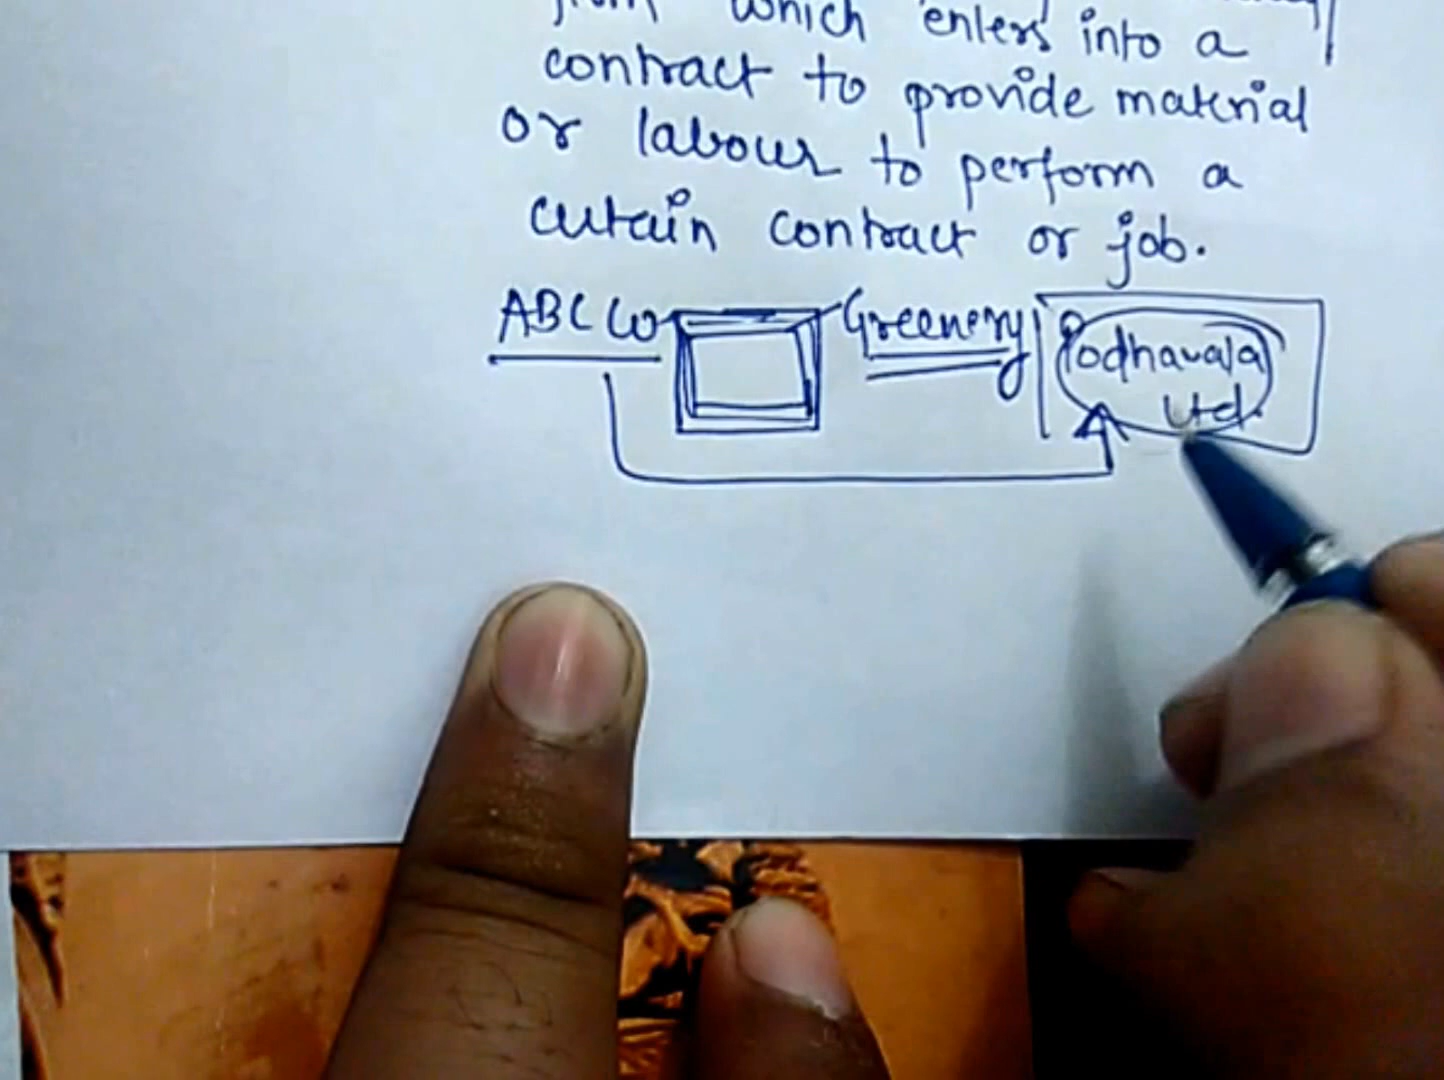 which enters into a
contract to provide material
or labour to perform a
certain contract or job.
ABC Co Greenery Podhawala
Ltd.